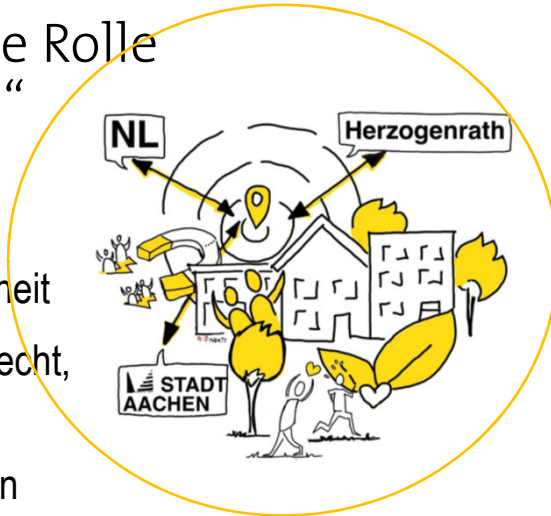 e Rolle
“
NL
Herzogenrath
heit
echt,
STADT
AACHEN
n